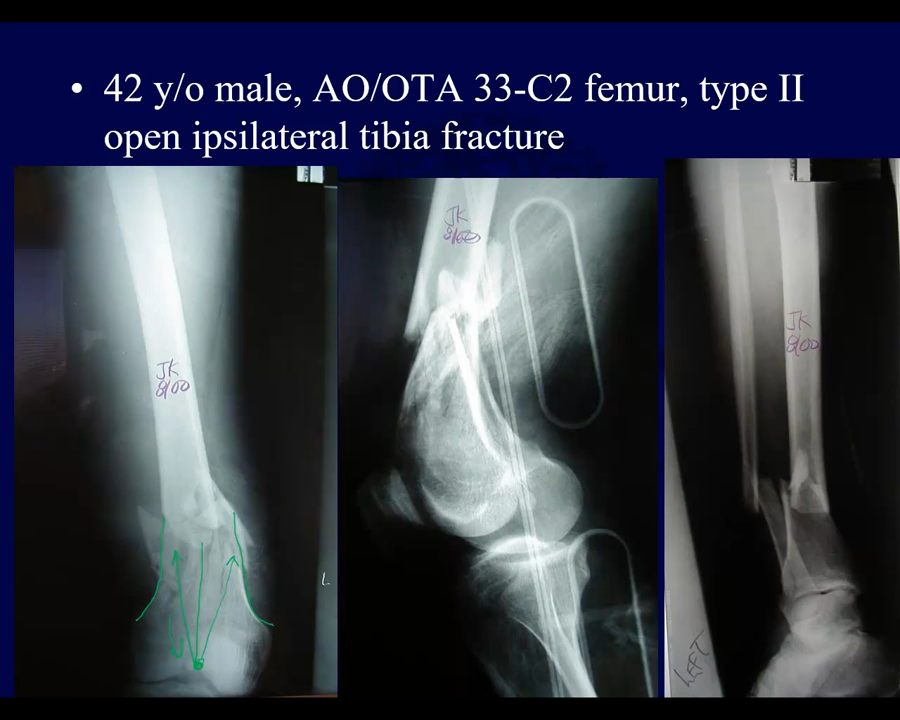 • 42 y/o male, AO/OTA 33-C2 femur, type II
open ipsilateral tibia fracture
JK
8/00
JK
8/00
JK
8/00
L
LEFT